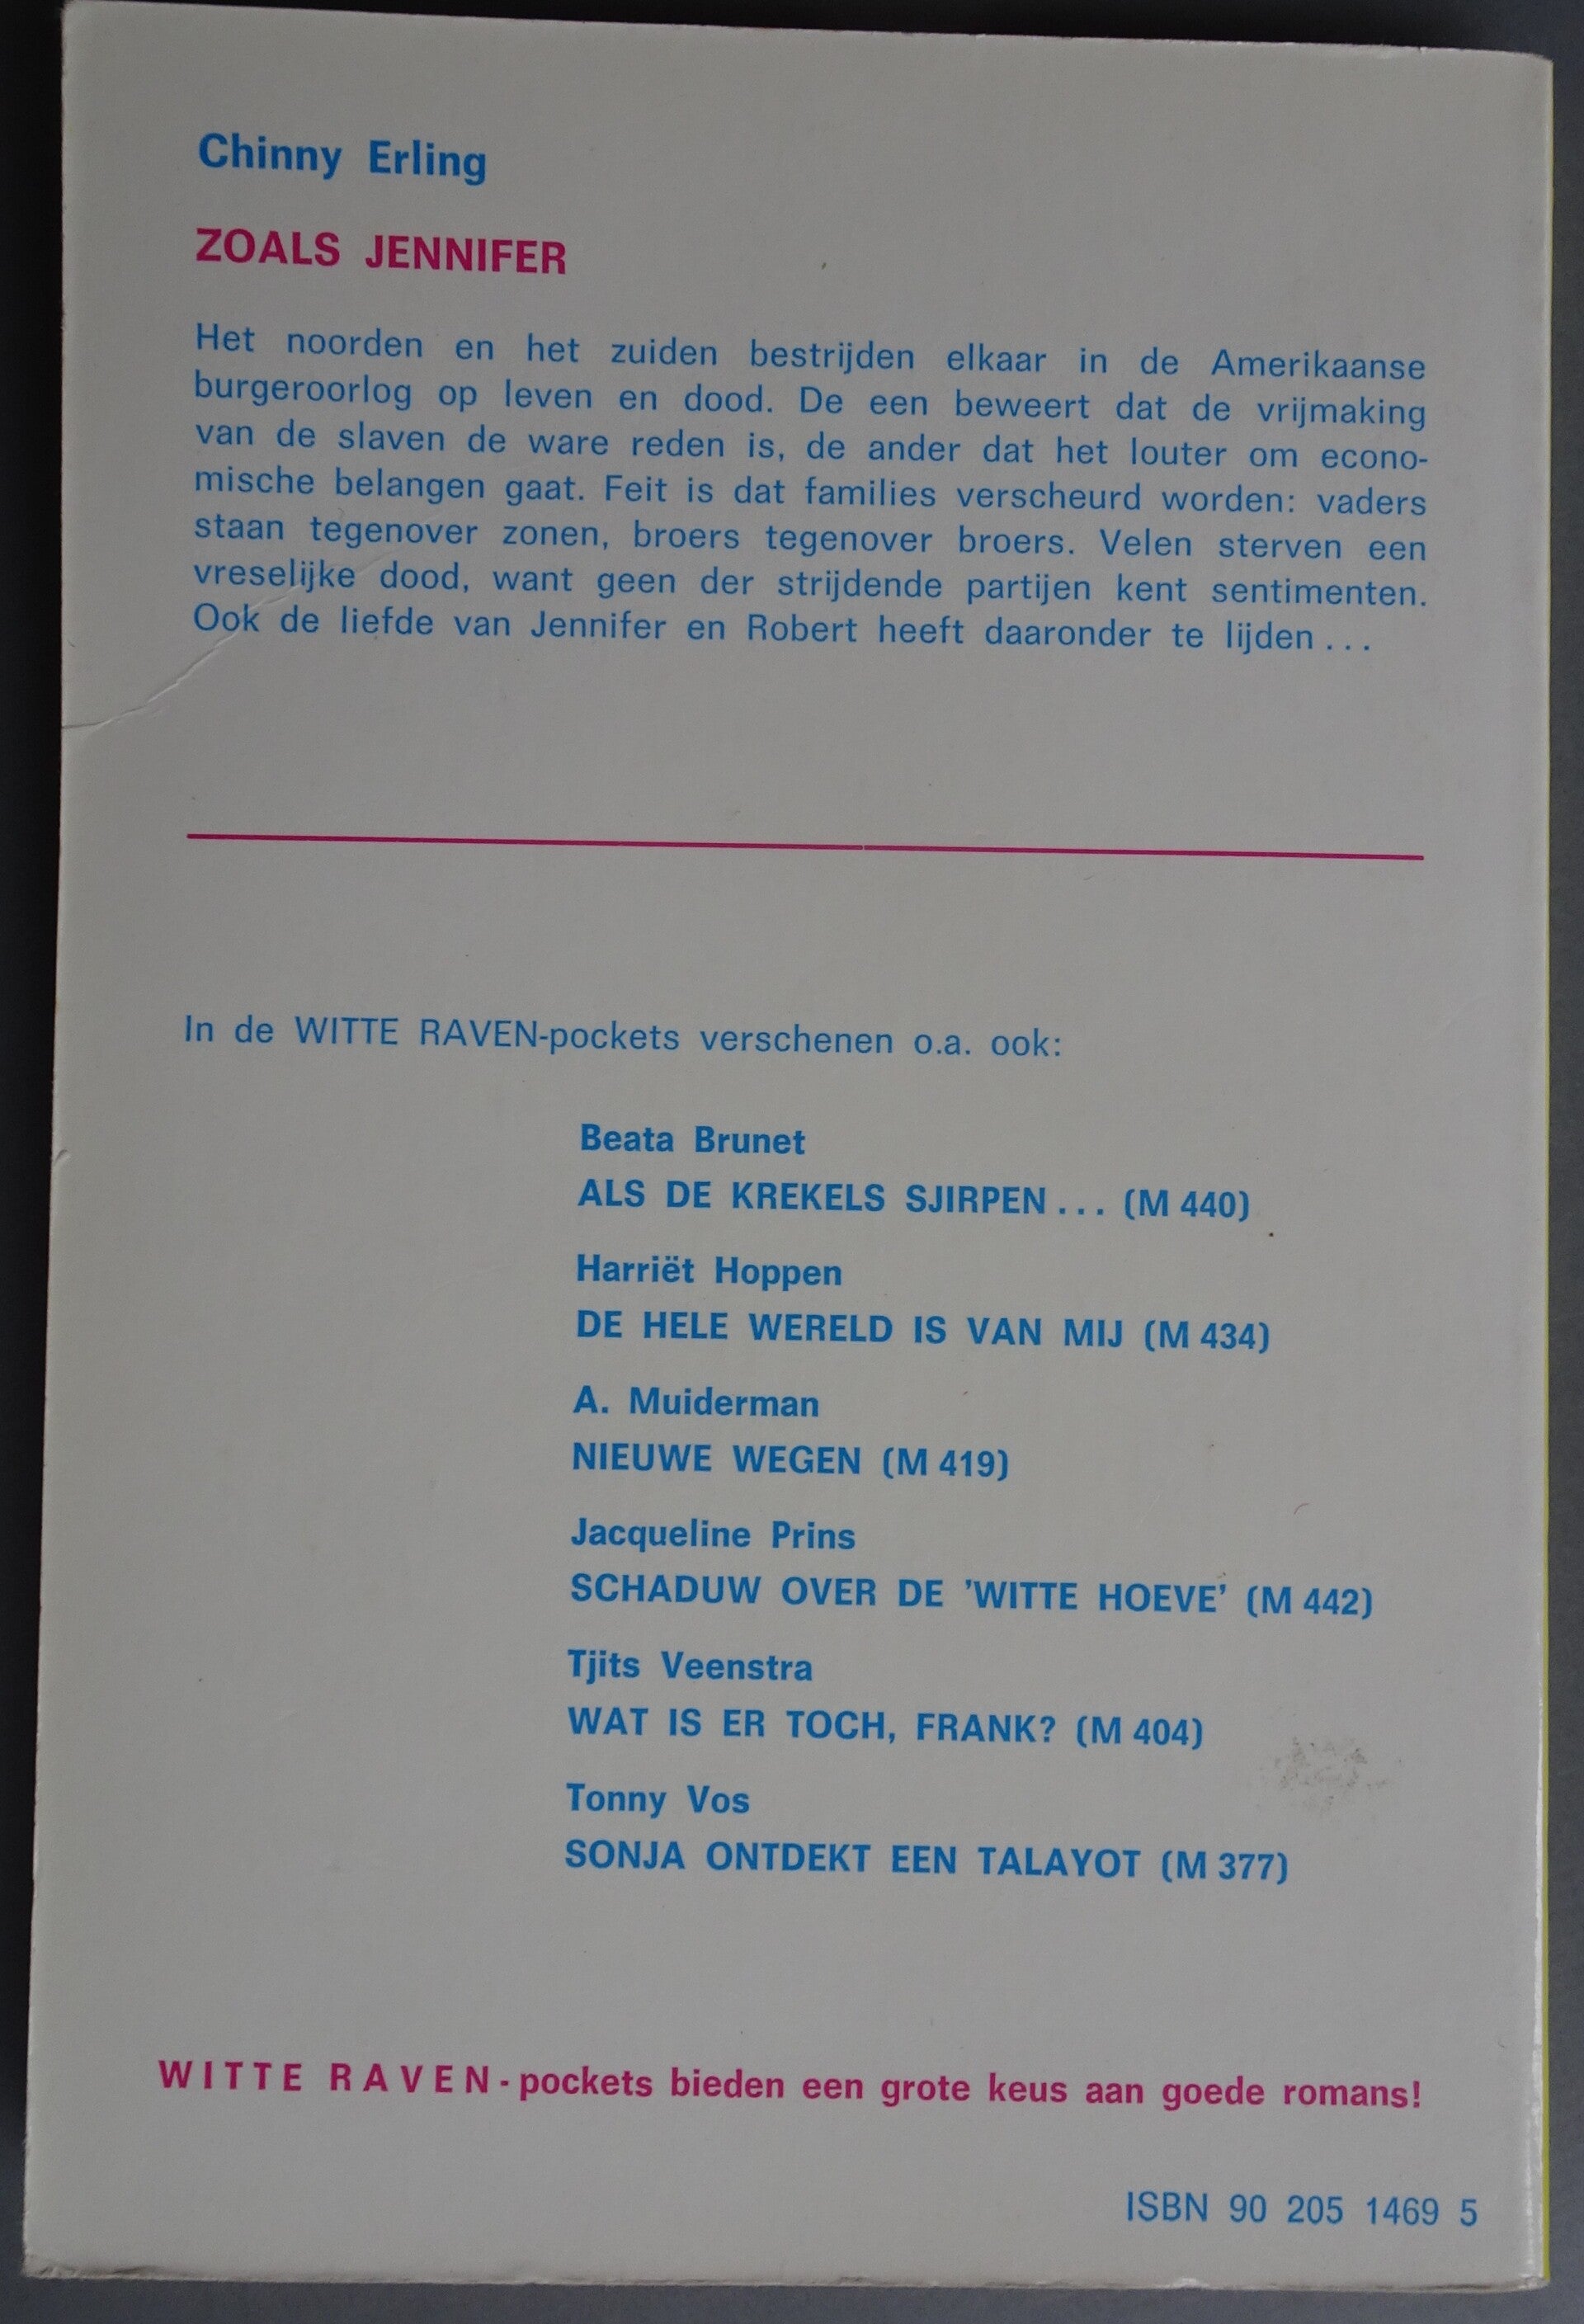 Chinny Erling
ZOALS JENNIFER
Het noorden en het zuiden bestrijden elkaar in de Amerikaanse
burgeroorlog op leven en dood. De een beweert dat de vrijmaking
van de slaven de ware reden is, de ander dat het louter om econo-
mische belangen gaat. Feit is dat families verscheurd worden: vaders
staan tegenover zonen, broers tegenover broers. Velen sterven een
vreselijke dood, want geen der strijdende partijen kent sentimenten.
Ook de liefde van Jennifer en Robert heeft daaronder te lijden...
In de WITTE RAVEN-pockets verschenen o.a. ook:
Beata Brunet
ALS DE KREKELS SJIRPEN... (M 440)
Harriët Hoppen
DE HELE WERELD IS VAN MIJ (M 434)
A. Muiderman
NIEUWE WEGEN (M 419)
Jacqueline Prins
SCHADUW OVER DE 'WITTE HOEVE' (M 442)
Tjits Veenstra
WAT IS ER TOCH, FRANK? (M 404)
Tonny Vos
SONJA ONTDEKT EEN TALAYOT (M 377)
WITTE RAVEN-pockets bieden een grote keus aan goede romans!
ISBN 90 205 1469 5